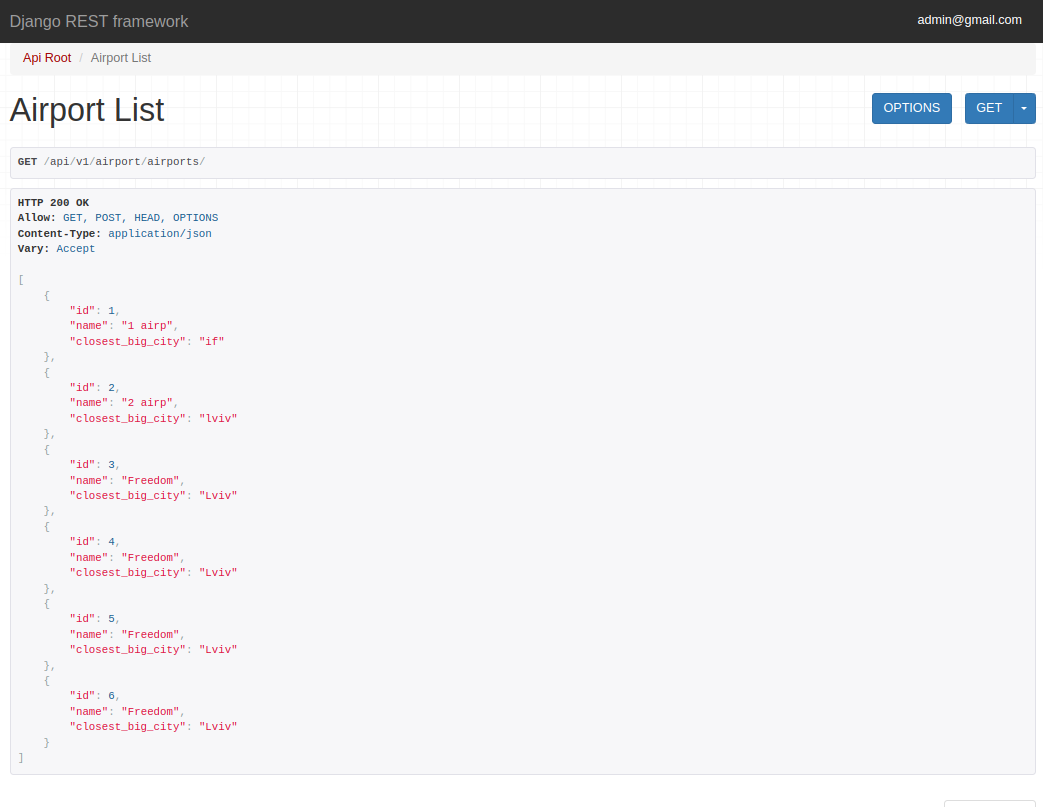 Django REST framework
admin@gmail.com
Api Root / Airport List
Airport List
OPTIONS
GET
GET /api/v1/airport/airports/
HTTP 200 OK
Allow: GET, POST, HEAD, OPTIONS
Content-Type: application/json
Vary: Accept
[
    {
        "id": 1,
        "name": "1 airp",
        "closest_big_city": "if"
    },
    {
        "id": 2,
        "name": "2 airp",
        "closest_big_city": "lviv"
    },
    {
        "id": 3,
        "name": "Freedom",
        "closest_big_city": "Lviv"
    },
    {
        "id": 4,
        "name": "Freedom",
        "closest_big_city": "Lviv"
    },
    {
        "id": 5,
        "name": "Freedom",
        "closest_big_city": "Lviv"
    },
    {
        "id": 6,
        "name": "Freedom",
        "closest_big_city": "Lviv"
    }
]